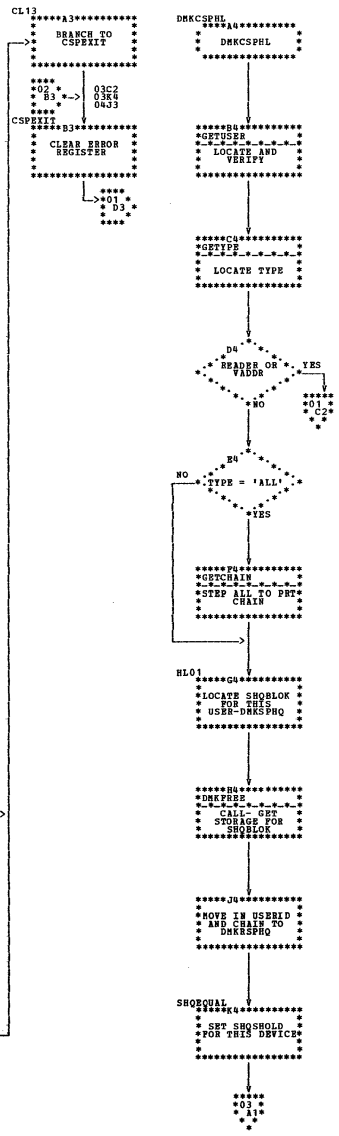 CL13
A3
BRANCH TO
CSPEXIT
*02
B3 *->
03C2
03K4
04J3
CSPEXIT
B3
CLEAR ERROR
REGISTER
*01
D3
DMKCSPHL
A4
DMKCSPHL
B4
*GETUSER
LOCATE AND
VERIFY
C4
*GETYPE
LOCATE TYPE
D4
READER OR
VADDR
YES
*01
C2*
NO
E4
NO
TYPE = 'ALL'
YES
F4
*GETCHAIN
STEP ALL TO PRT
CHAIN
HL01
G4
LOCATE SHQBLOK
FOR THIS
USER-DMKSPHQ
H4
*DMKFREE
CALL- GET
STORAGE FOR
SHQBLOK
J4
MOVE IN USERID
AND CHAIN TO
DMKRSPHQ
SHQEQUAL
K4
SET SHQSHOLD
FOR THIS DEVICE
*03
A1*